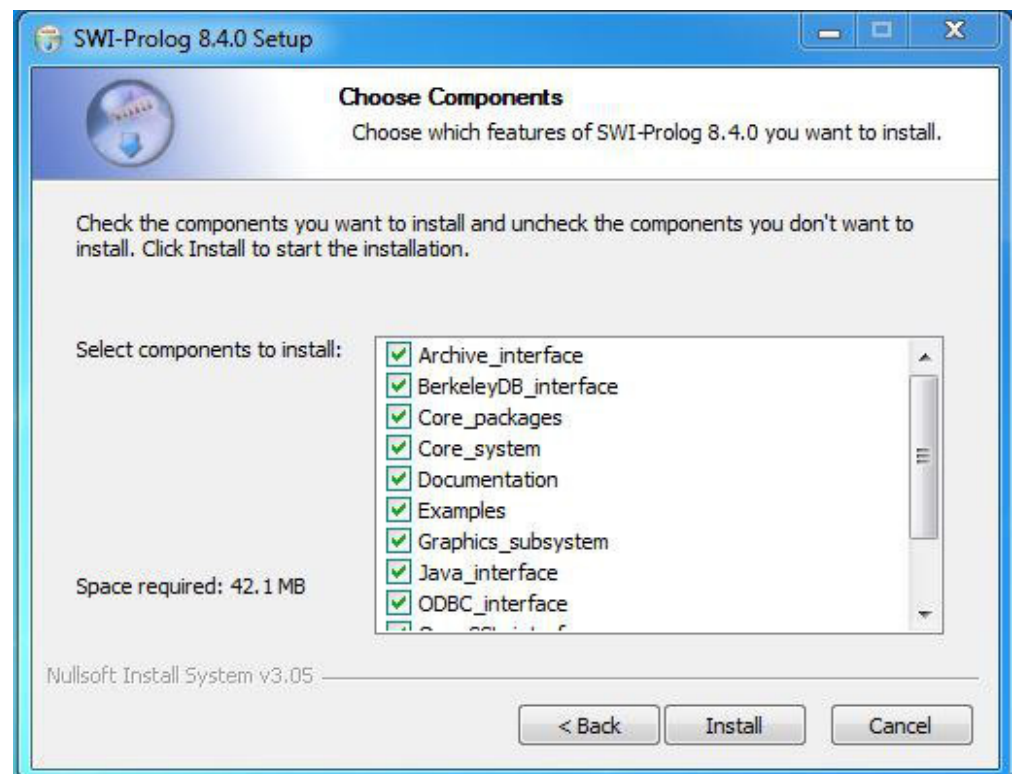 SWI-Prolog 8.4.0 Setup
Choose Components
Choose which features of SWI-Prolog 8.4.0 you want to install.
Check the components you want to install and uncheck the components you don't want to
install. Click Install to start the installation.
Select components to install:
Archive_interface
BerkeleyDB_interface
Core_packages
Core_system
Documentation
Examples
Graphics_subsystem
Java_interface
ODBC_interface
Space required: 42.1 MB
Nullsoft Install System v3.05
< Back
Install
Cancel